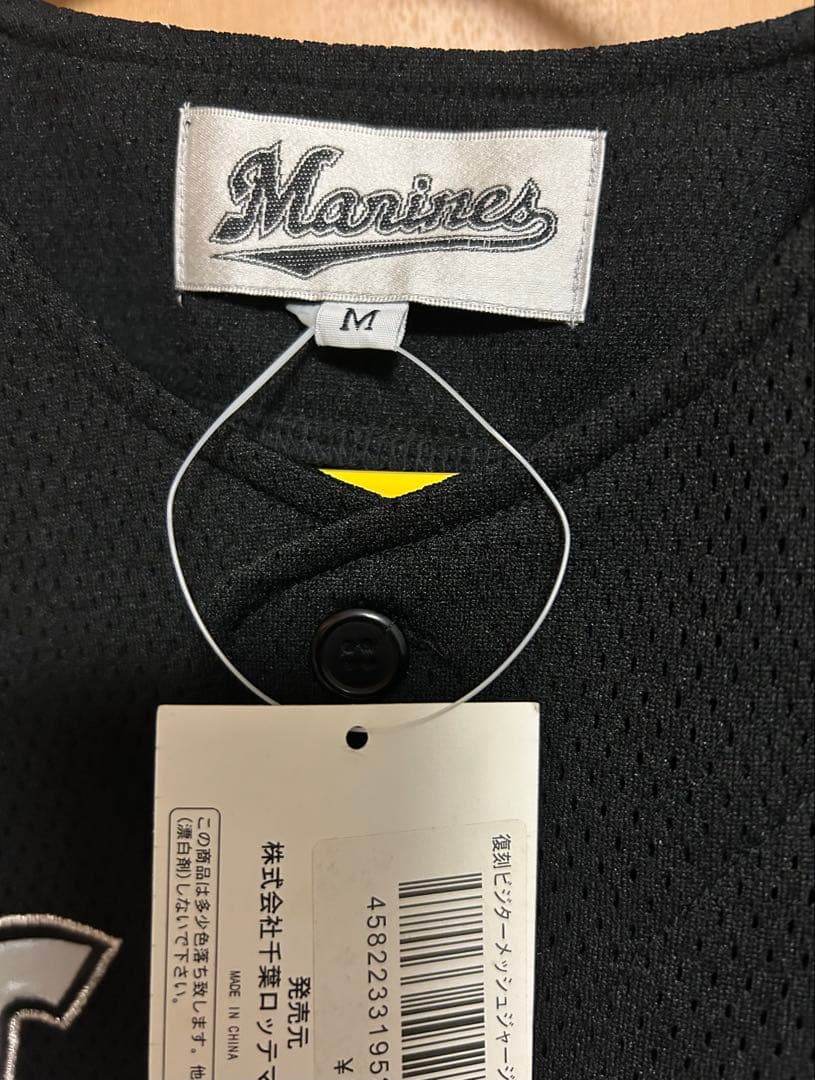 Marines
M
復刻ビジターメッシュジャージ
458223319
¥
発売元
株式会社千葉ロッテマ
MADE IN CHINA
この商品は多少色落ち致します。他
(漂白剤)しないで下さい。